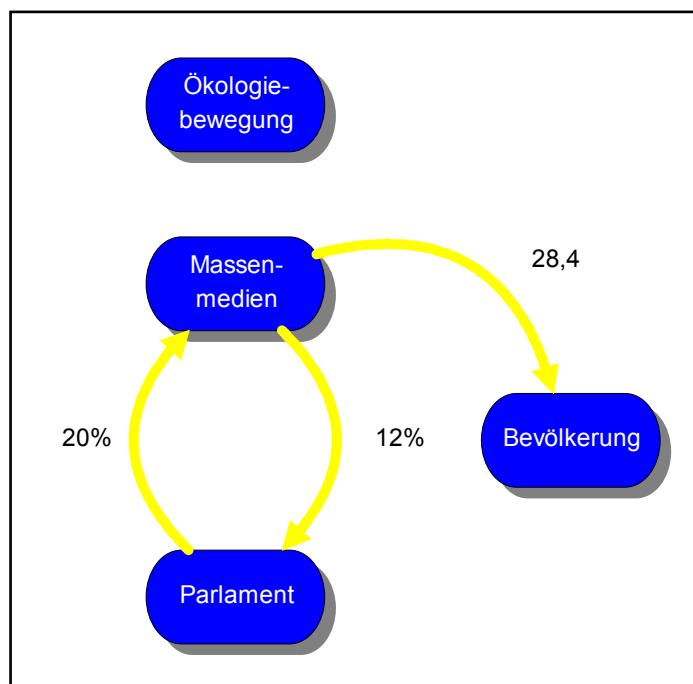 Ökologie-
bewegung
Massen-
medien
28,4
20%
12%
Bevölkerung
Parlament